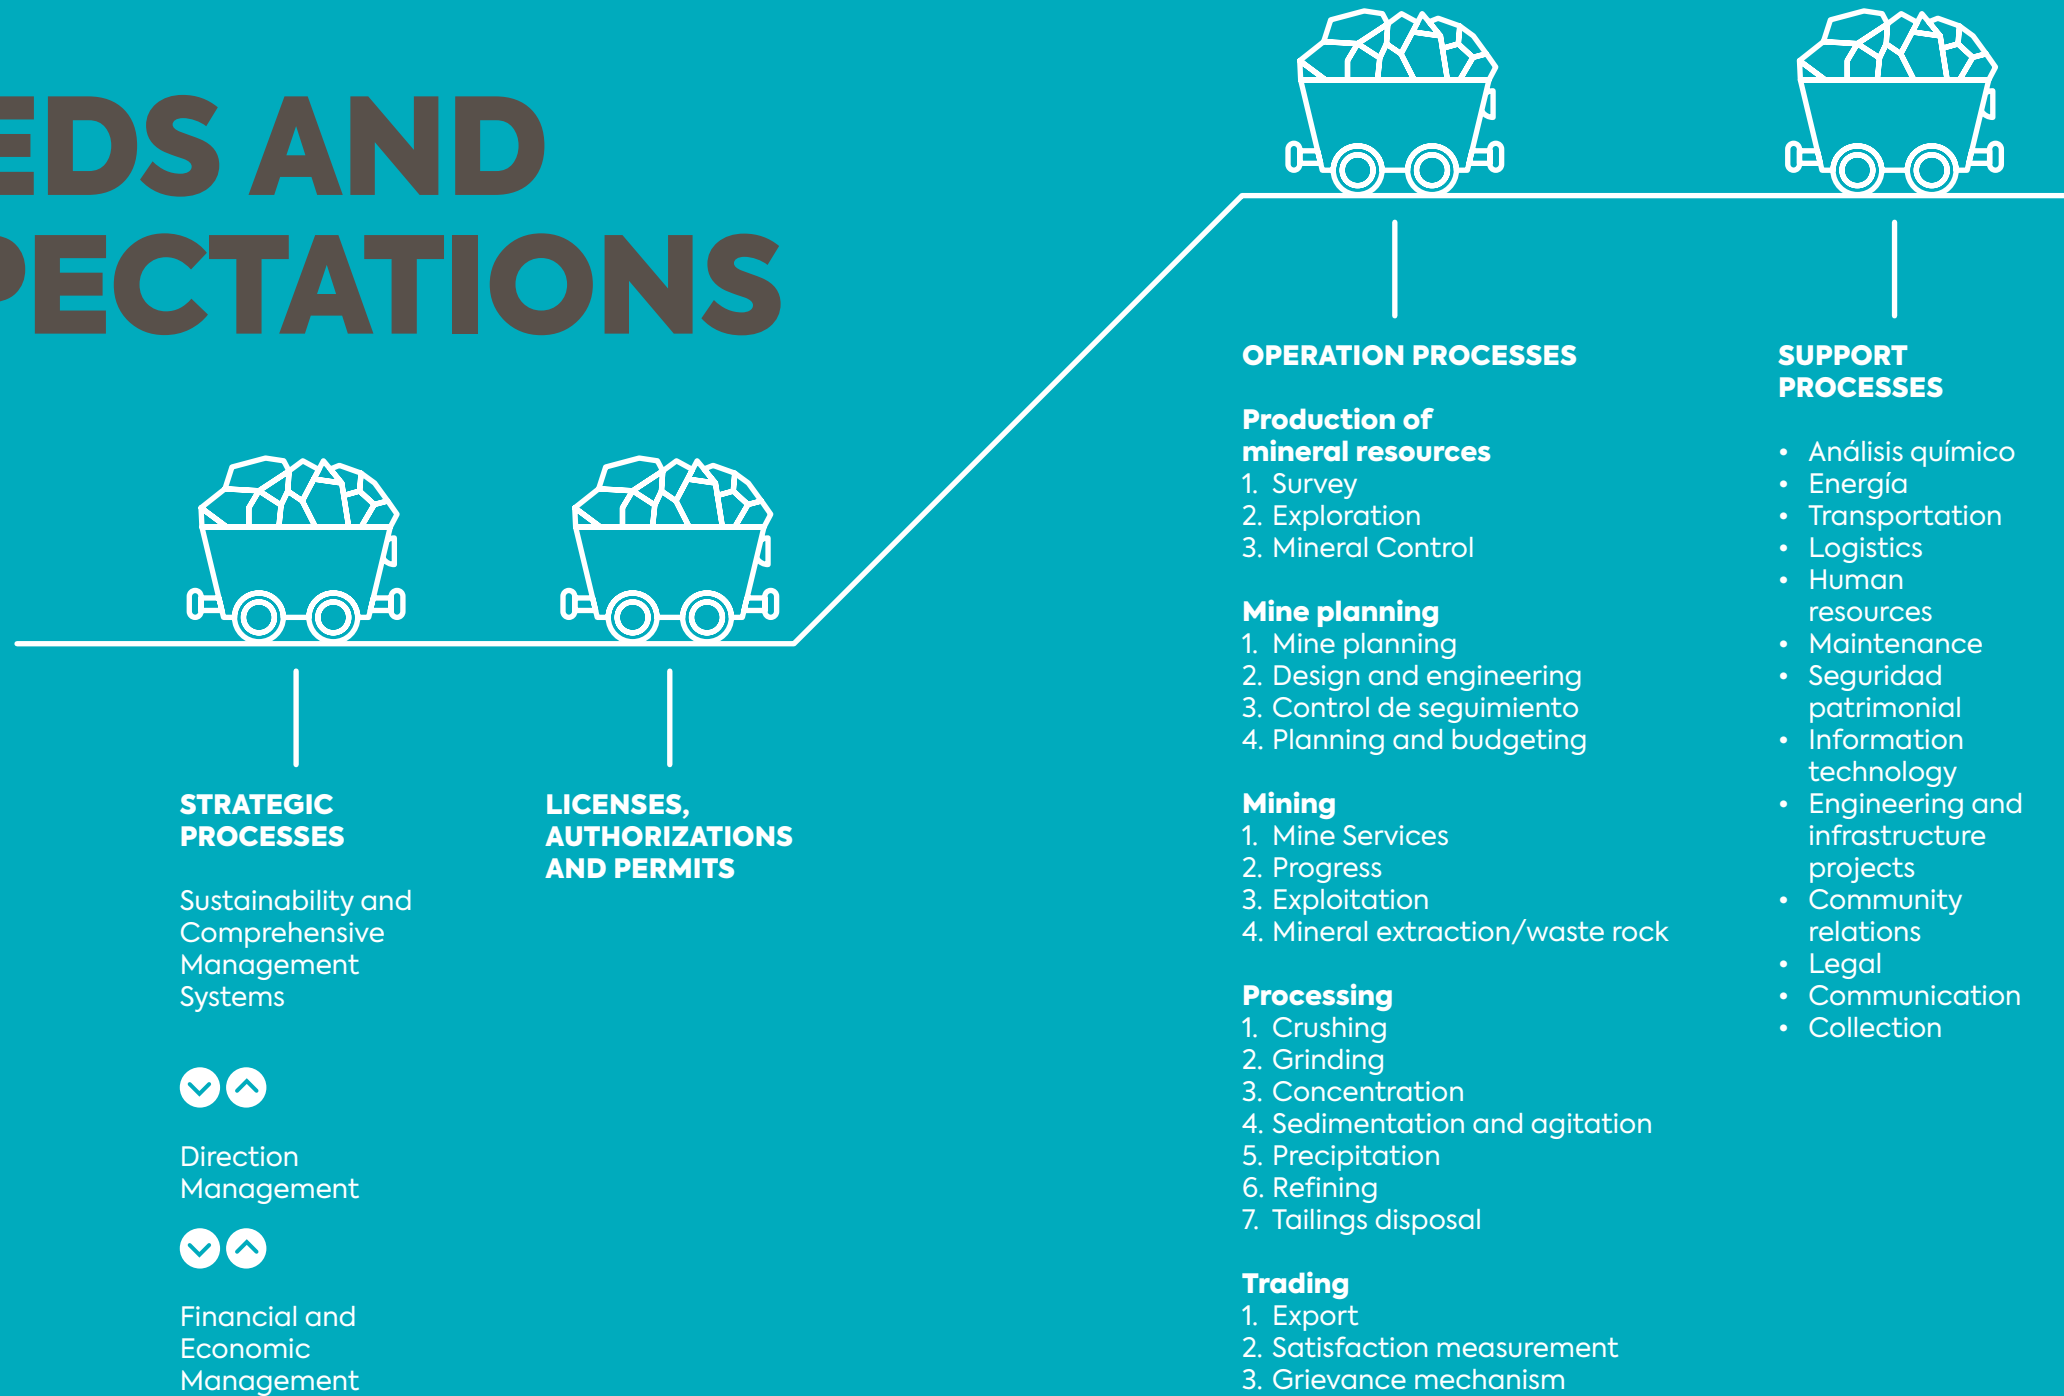 EDS AND
PECTATIONS
STRATEGIC
PROCESSES
Sustainability and
Comprehensive
Management
Systems
Direction
Management
Financial and
Economic
Management
LICENSES,
AUTHORIZATIONS
AND PERMITS
OPERATION PROCESSES
Production of
mineral resources
1. Survey
2. Exploration
3. Mineral Control
Mine planning
1. Mine planning
2. Design and engineering
3. Control de seguimiento
4. Planning and budgeting
Mining
1. Mine Services
2. Progress
3. Exploitation
4. Mineral extraction/waste rock
Processing
1. Crushing
2. Grinding
3. Concentration
4. Sedimentation and agitation
5. Precipitation
6. Refining
7. Tailings disposal
Trading
1. Export
2. Satisfaction measurement
3. Grievance mechanism
SUPPORT
PROCESSES
• Análisis químico
• Energía
• Transportation
• Logistics
• Human
resources
• Maintenance
• Seguridad
patrimonial
• Information
technology
• Engineering and
infrastructure
projects
• Community
relations
• Legal
• Communication
• Collection